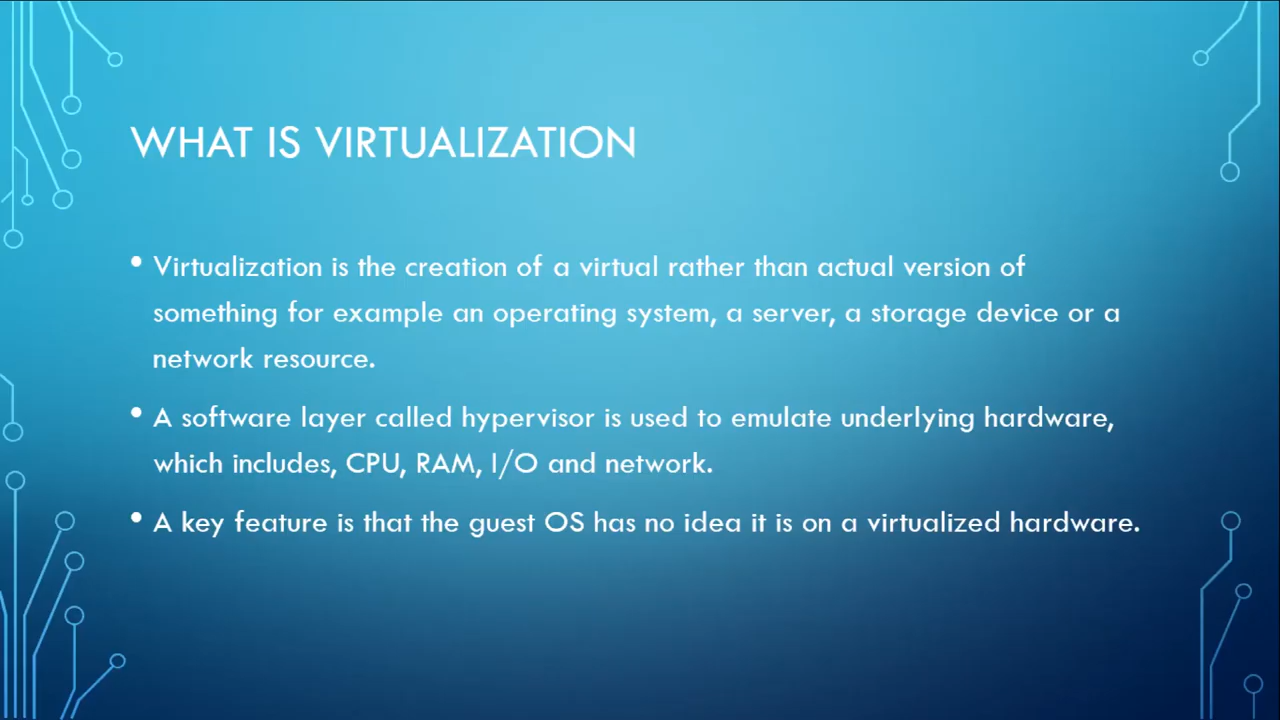 WHAT IS VIRTUALIZATION
• Virtualization is the creation of a virtual rather than actual version of
something for example an operating system, a server, a storage device or a
network resource.
• A software layer called hypervisor is used to emulate underlying hardware,
which includes, CPU, RAM, I/O and network.
• A key feature is that the guest OS has no idea it is on a virtualized hardware.